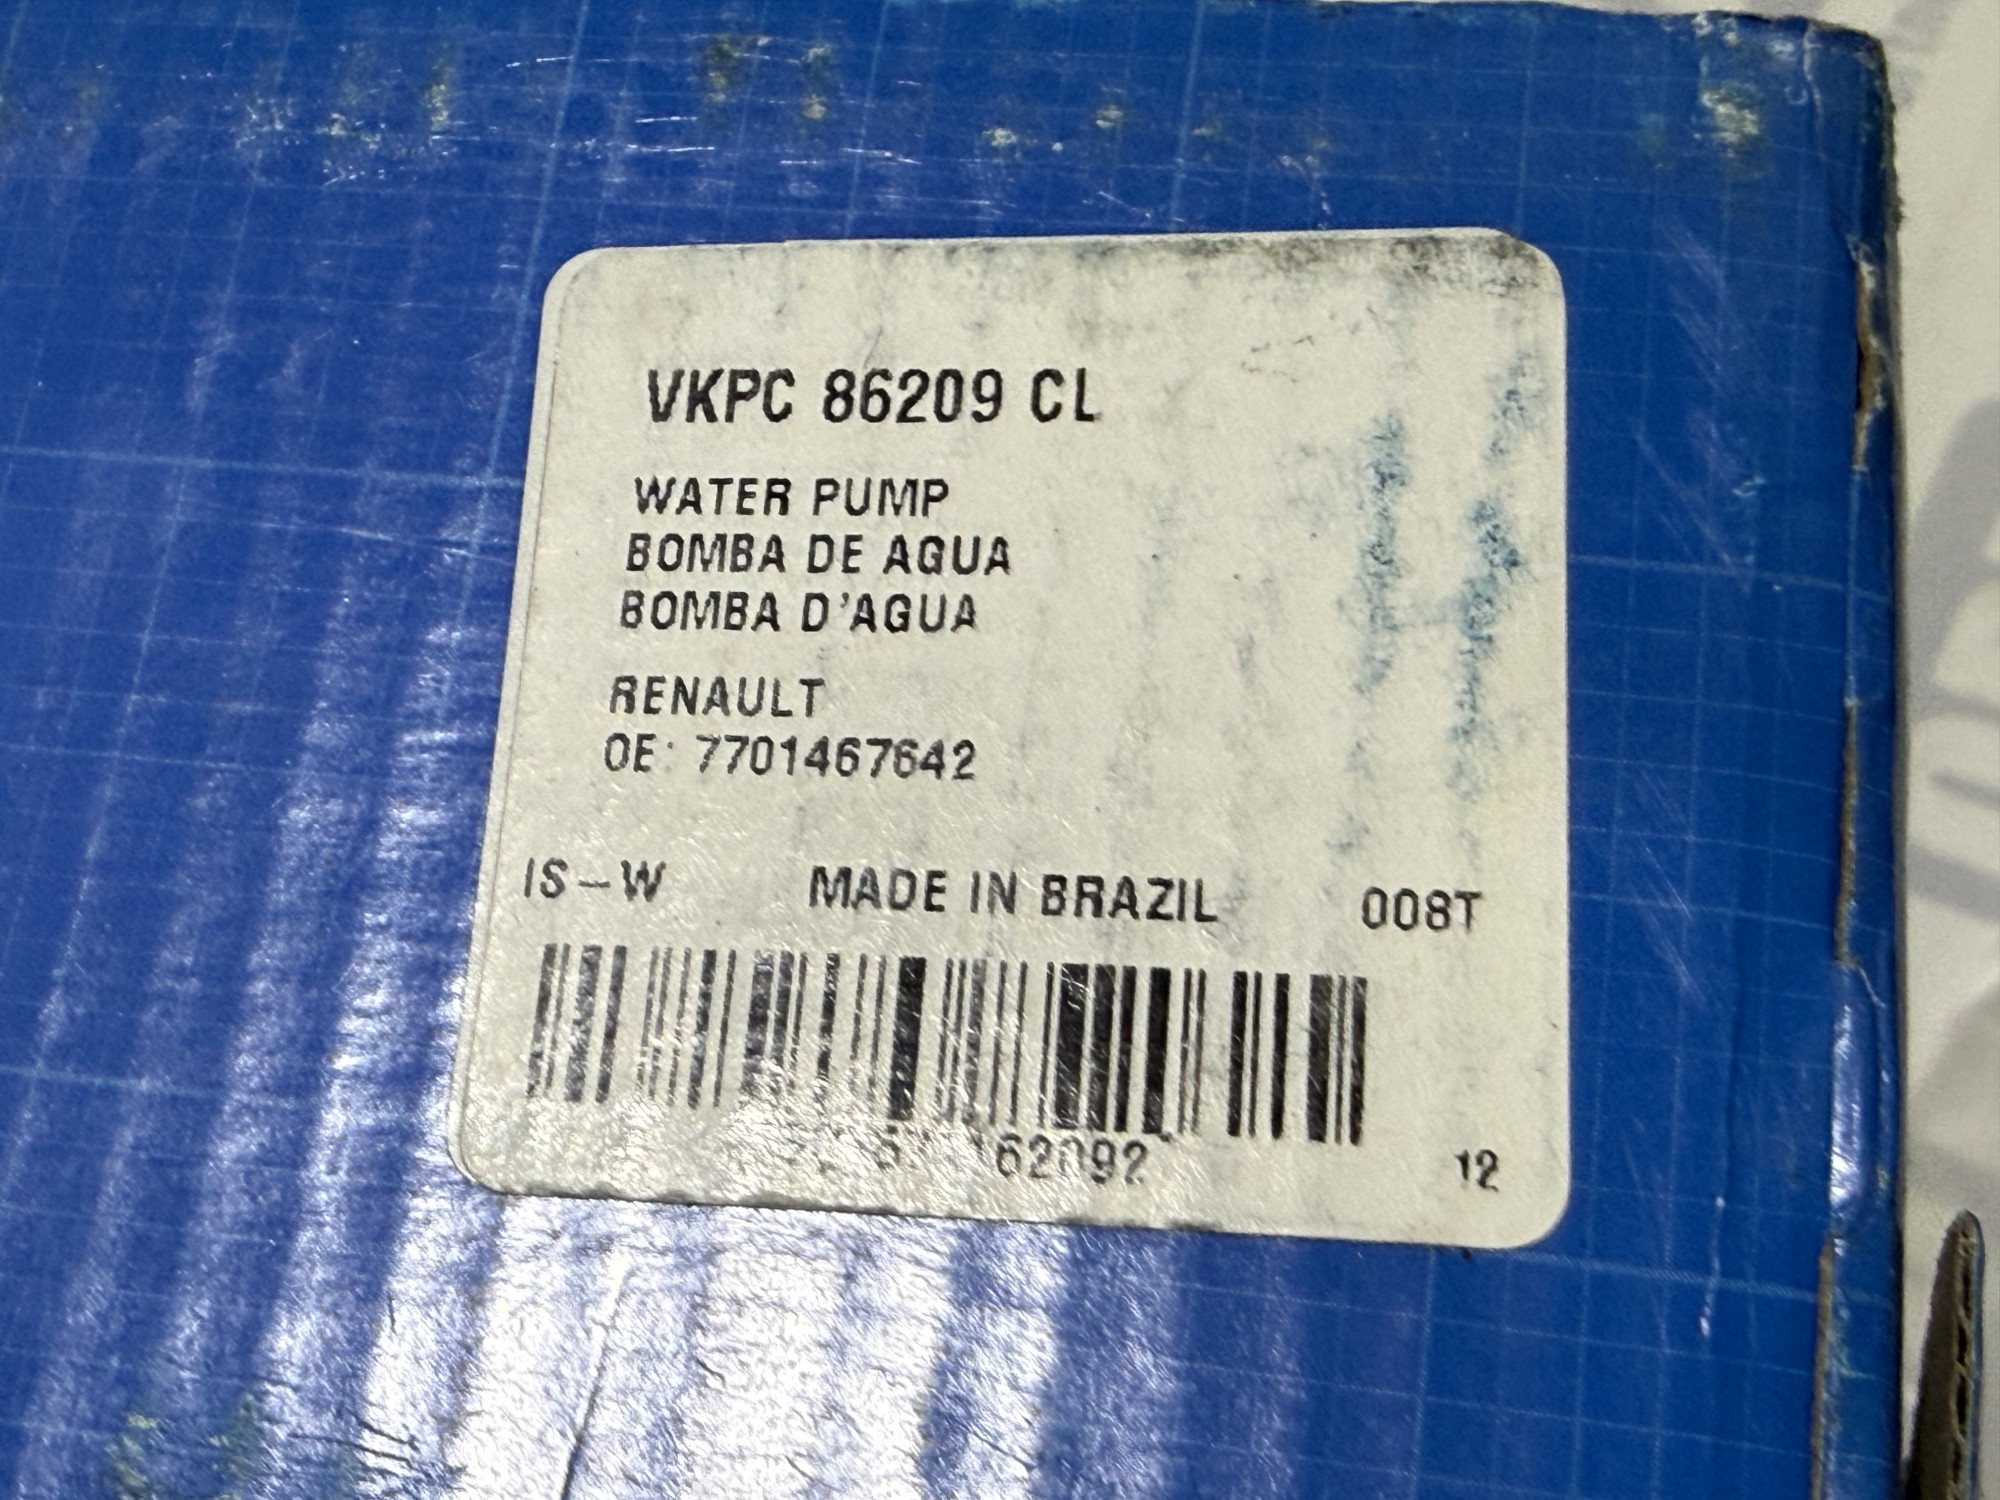 VKPC 86209 CL
WATER PUMP
BOMBA DE AGUA
BOMBA D'AGUA
RENAULT
OE: 7701467642
IS-W MADE IN BRAZIL 008T
12